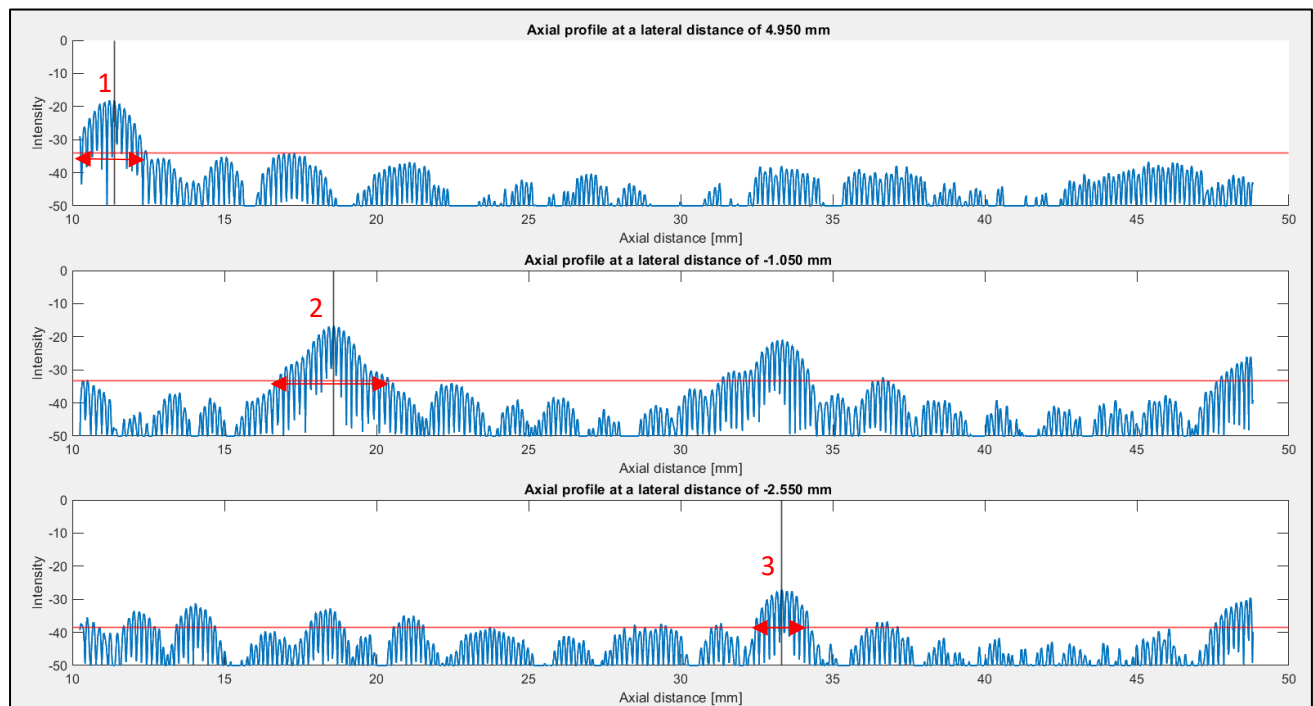 Axial profile at a lateral distance of 4.950 mm
0
-10
-20
-30
-40
-50
Intensity
1
10 15 20 25 30 35 40 45 50
Axial distance [mm]
Axial profile at a lateral distance of -1.050 mm
0
-10
-20
-30
-40
-50
Intensity
2
10 15 20 25 30 35 40 45 50
Axial distance [mm]
Axial profile at a lateral distance of -2.550 mm
0
-10
-20
-30
-40
-50
Intensity
3
10 15 20 25 30 35 40 45 50
Axial distance [mm]